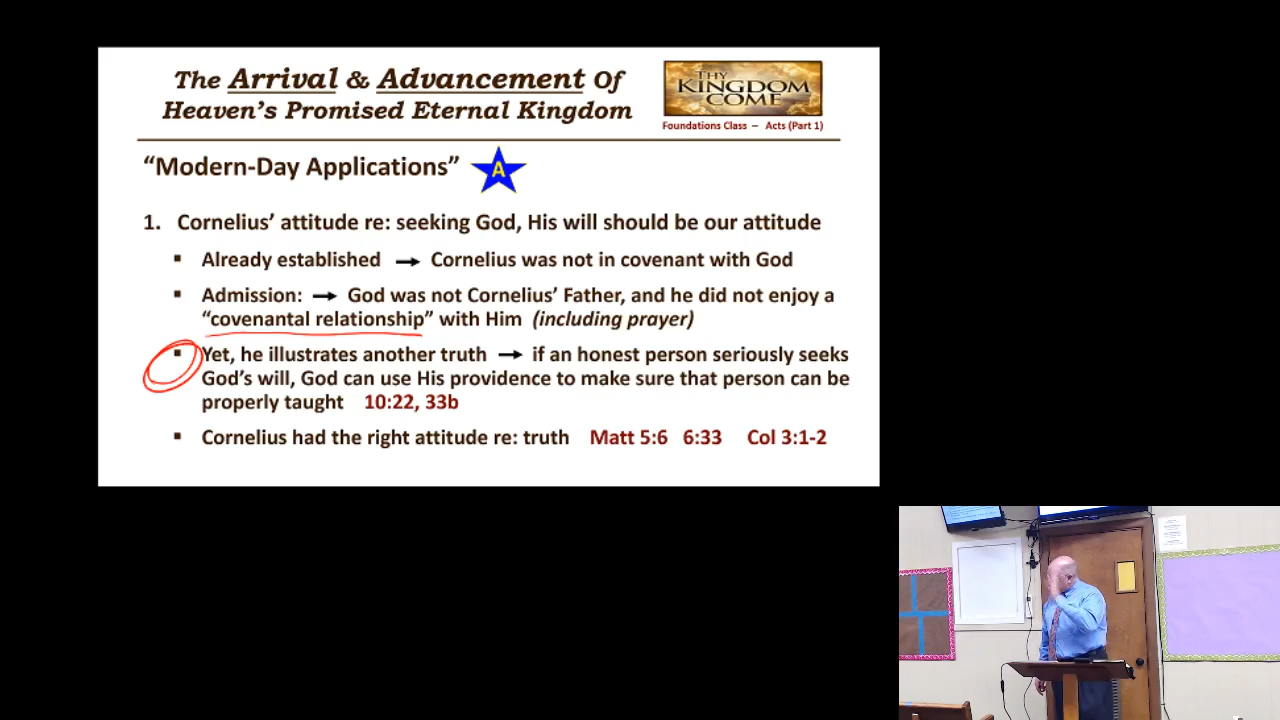 The Arrival & Advancement Of
Heaven's Promised Eternal Kingdom
THY
KINGDOM
COME
Foundations Class – Acts (Part 1)
“Modern-Day Applications”
A
1. Cornelius’ attitude re: seeking God, His will should be our attitude
▪ Already established → Cornelius was not in covenant with God
▪ Admission: → God was not Cornelius’ Father, and he did not enjoy a
“covenantal relationship” with Him (including prayer)
▪ Yet, he illustrates another truth → if an honest person seriously seeks
God’s will, God can use His providence to make sure that person can be
properly taught 10:22, 33b
▪ Cornelius had the right attitude re: truth Matt 5:6 6:33 Col 3:1-2